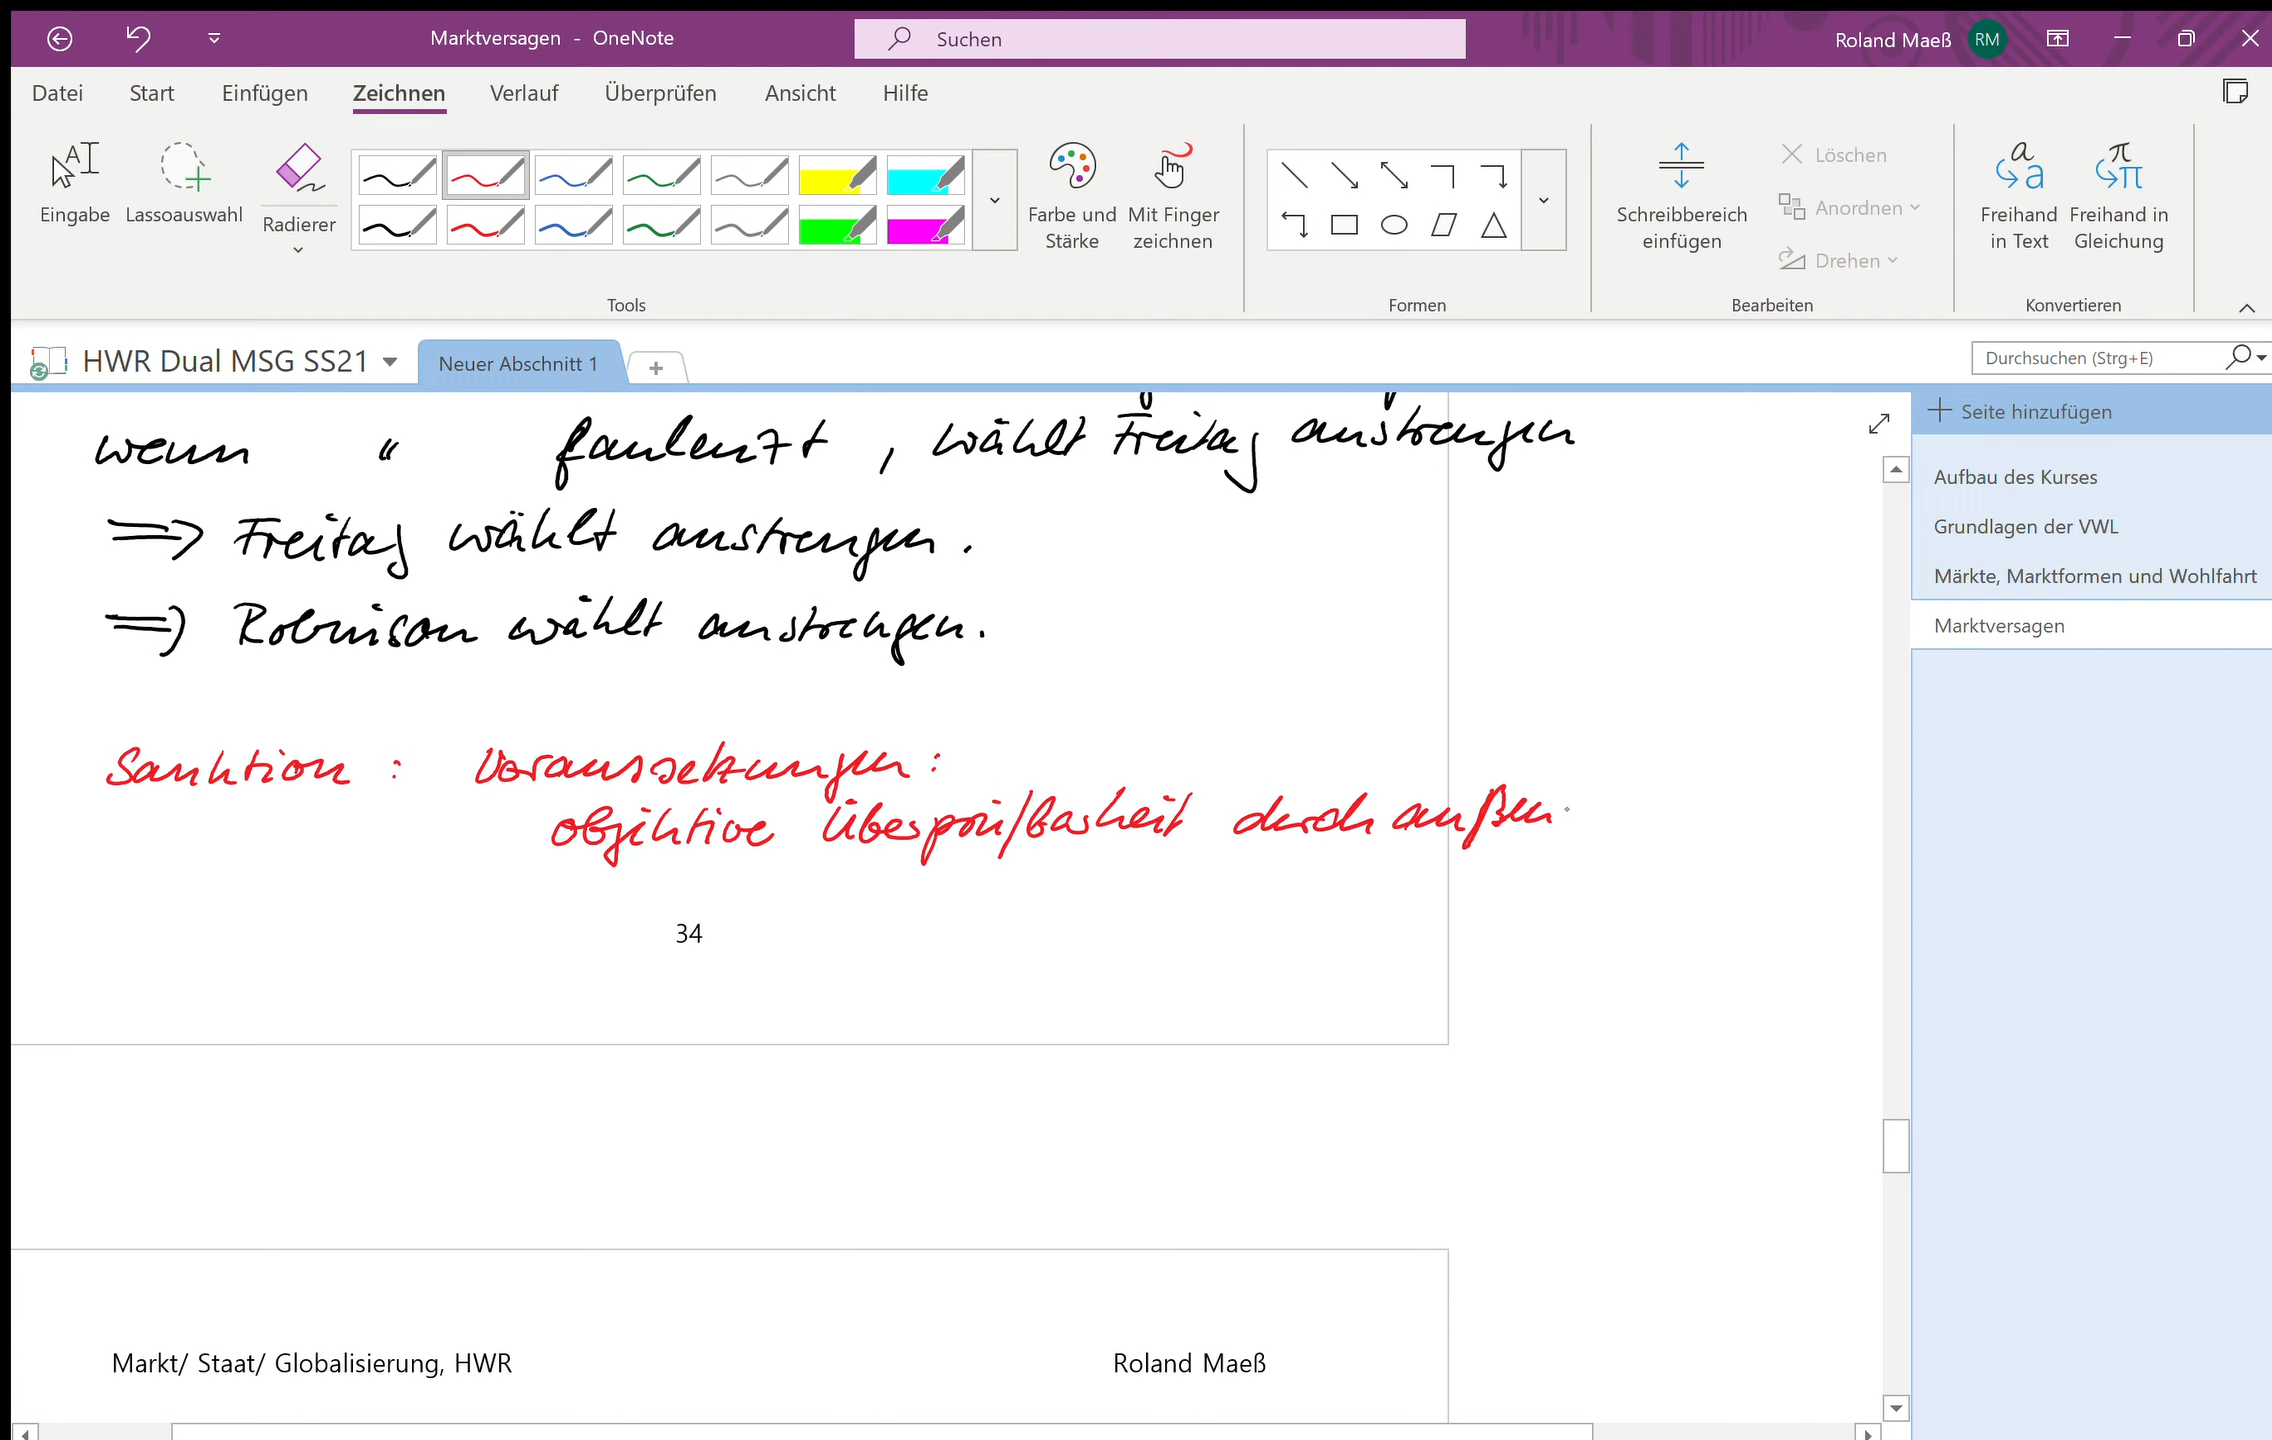 Marktversagen - OneNote
Suchen
Roland Maeß RM
Datei Start Einfügen Zeichnen Verlauf Überprüfen Ansicht Hilfe
Eingabe
Lassoauswahl
Radierer
Farbe und Stärke
Mit Finger zeichnen
Schreibbereich einfügen
Löschen
Anordnen
Drehen
Freihand in Text
Freihand in Gleichung
Tools
Formen
Bearbeiten
Konvertieren
HWR Dual MSG SS21
Neuer Abschnitt 1
Durchsuchen (Strg+E)
wenn " faulenzt, wählt Freitag anstrengen
=> Freitag wählt anstrengen.
=> Robinson wählt anstrengen.
Sanktion: Voraussetzungen:
objektive Überprüfbarkeit durch außen.
34
Markt/ Staat/ Globalisierung, HWR
Roland Maeß
Seite hinzufügen
Aufbau des Kurses
Grundlagen der VWL
Märkte, Marktformen und Wohlfahrt
Marktversagen